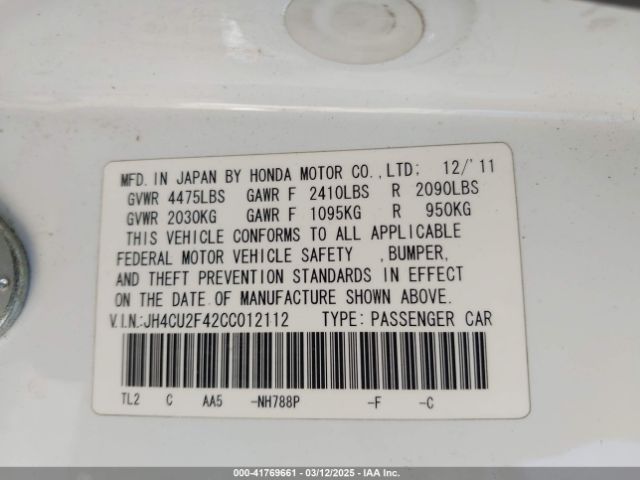 MFD. IN JAPAN BY HONDA MOTOR CO., LTD: 12/'11
GVWR 4475LBS GAWR F 2410LBS R 2090LBS
GVWR 2030KG GAWR F 1095KG R 950KG
THIS VEHICLE CONFORMS TO ALL APPLICABLE
FEDERAL MOTOR VEHICLE SAFETY ,BUMPER,
AND THEFT PREVENTION STANDARDS IN EFFECT
ON THE DATE OF MANUFACTURE SHOWN ABOVE.
V.I.N.:JH4CU2F42CC012112 TYPE: PASSENGER CAR
TL2 C AA5 -NH788P -F -C
000-41769661 - 03/12/2025 - IAA Inc.